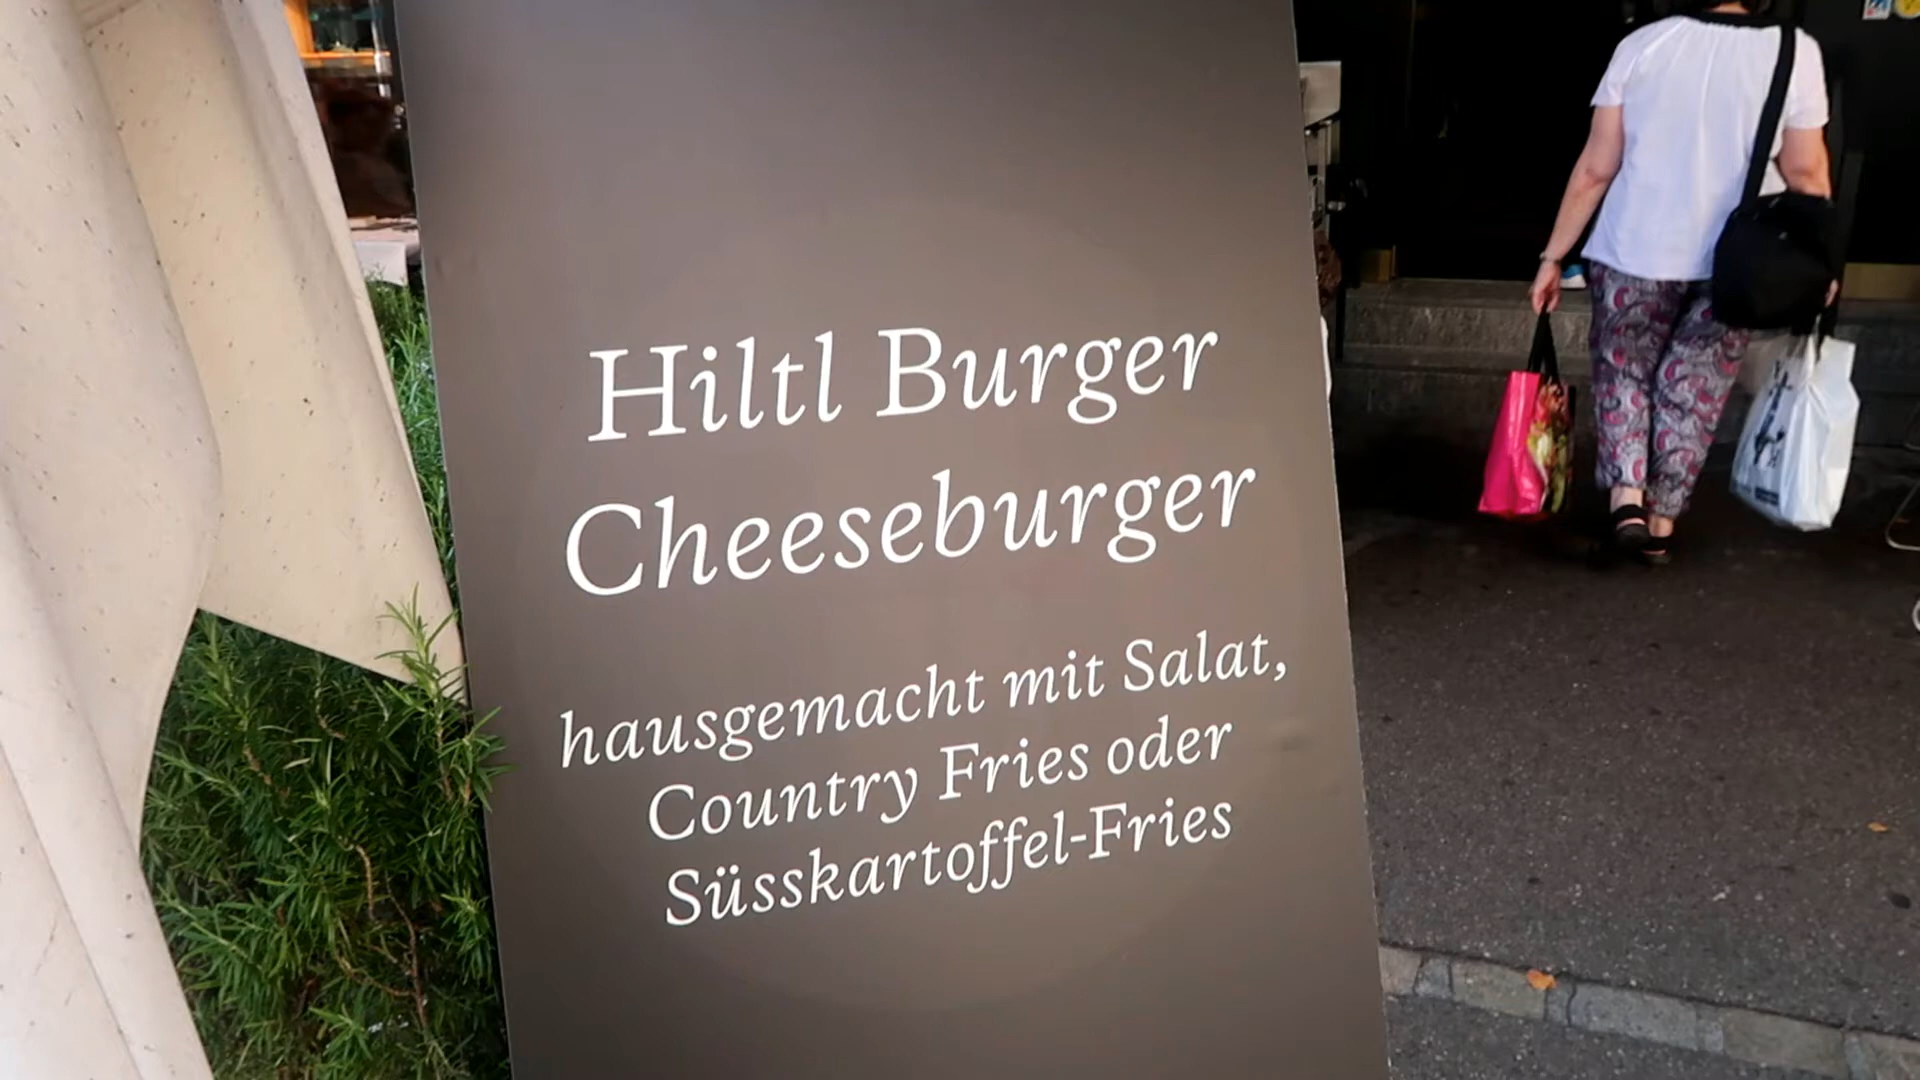 Hiltl Burger
Cheeseburger
hausgemacht mit Salat,
Country Fries oder
Süsskartoffel-Fries